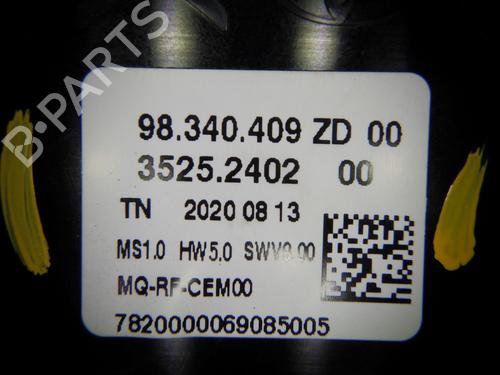 98.340.409 ZD 00
3525.2402 00
TN 2020 08 13
MS1.0 HW5.0
MQ-RF-CEM00
7820000069085005
B-PARTS